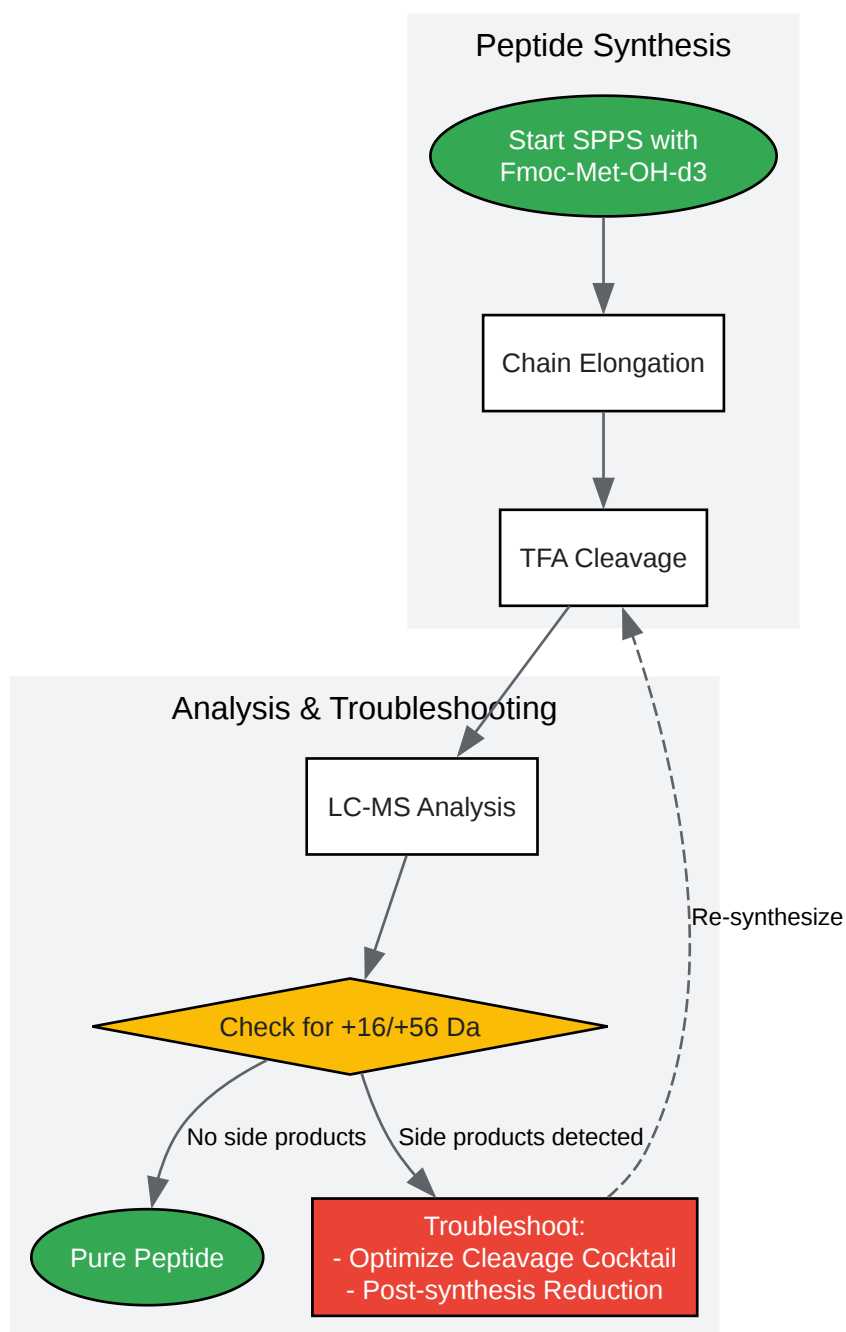 Peptide Synthesis
Start SPPS with
Fmoc-Met-OH-d3
Chain Elongation
TFA Cleavage
Analysis & Troubleshooting
LC-MS Analysis
Re-synthesize
Check for +16/+56 Da
No side products
Side products detected
Pure Peptide
Troubleshoot:
- Optimize Cleavage Cocktail
- Post-synthesis Reduction